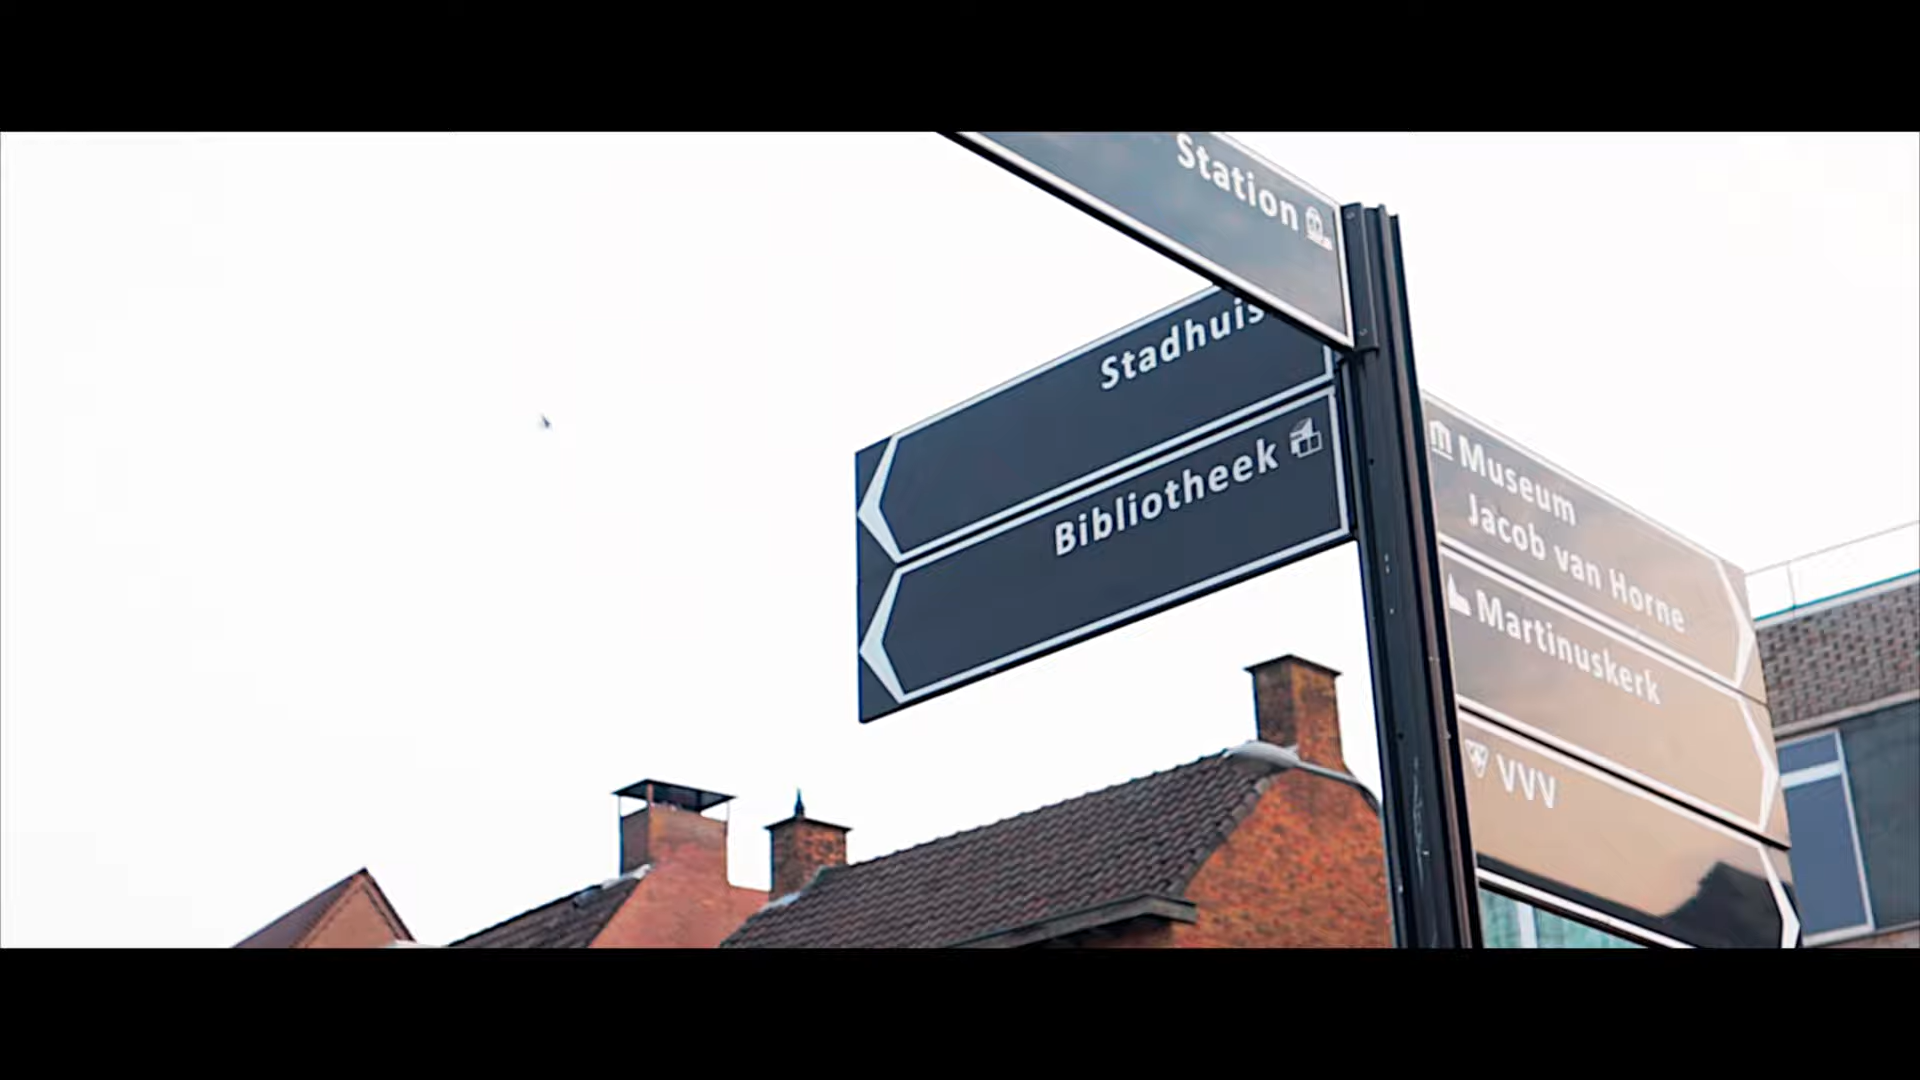 Station
Stadhuis
Bibliotheek
Museum
Jacob van Horne
Martinuskerk
VVV